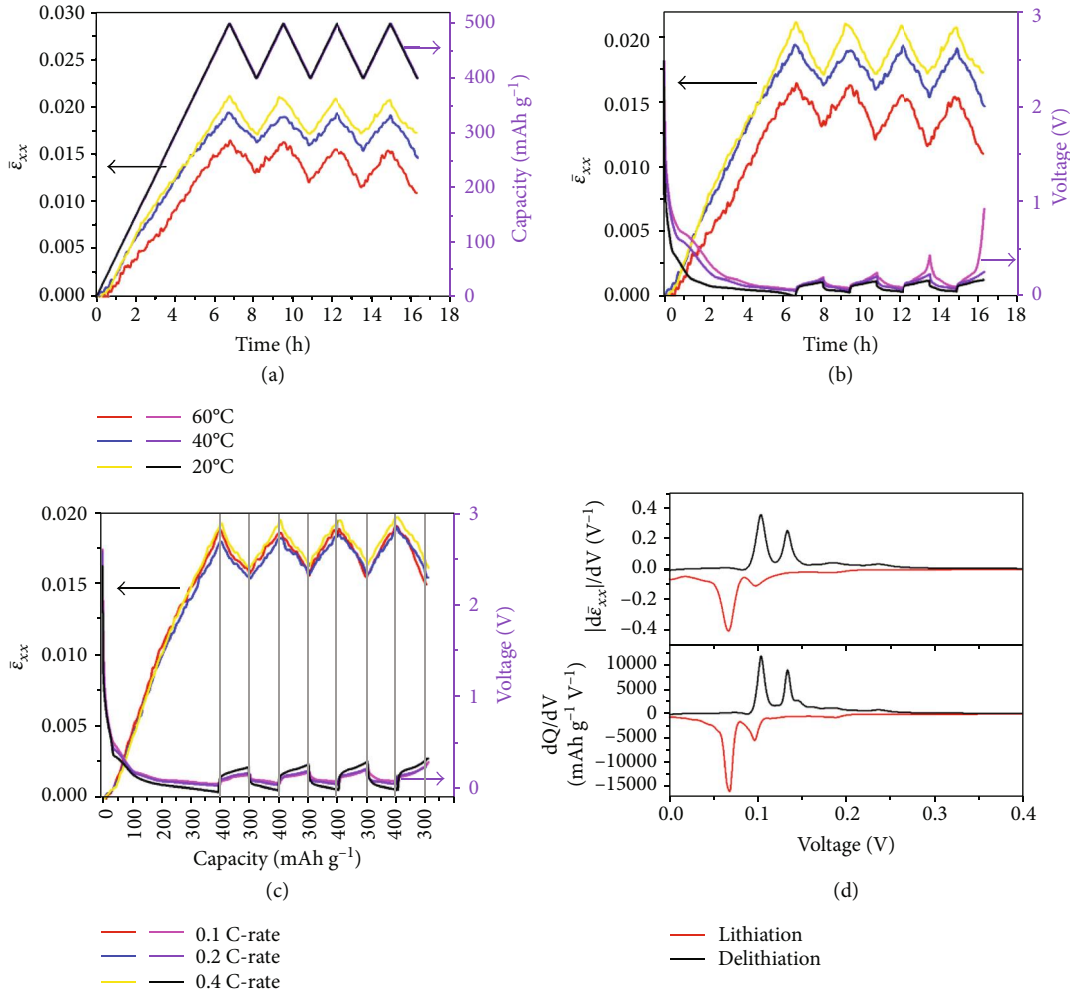 0.030
0.025
0.020
0.015
0.010
0.005
0.000
ε̄xx
500
400
300
200
100
0
Capacity (mAh g−1)
0 2 4 6 8 10 12 14 16 18
Time (h)
(a)
0.020
0.015
0.010
0.005
0.000
ε̄xx
3
2
1
0
Voltage (V)
0 2 4 6 8 10 12 14 16 18
Time (h)
(b)
60°C
40°C
20°C
0.020
0.015
0.010
0.005
0.000
ε̄xx
3
2
1
0
Voltage (V)
0 100 200 300 400 300 400 300 400 300 400 300
Capacity (mAh g−1)
(c)
0.4
0.2
0.0
−0.2
−0.4
|dε̄xx|/dV (V−1)
10000
5000
0
−5000
−10000
−15000
dQ/dV
(mAh g−1 V−1)
0.0 0.1 0.2 0.3 0.4
Voltage (V)
(d)
0.1 C-rate
0.2 C-rate
0.4 C-rate
Lithiation
Delithiation